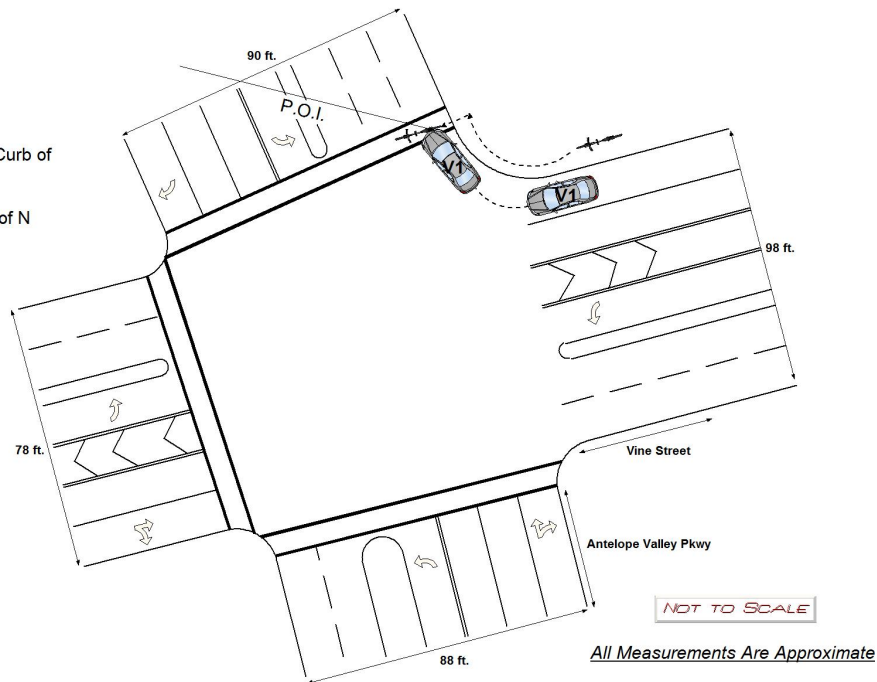 90 ft.
P.O.I.
Curb of
of N
V1
V1
98 ft.
78 ft.
Vine Street
Antelope Valley Pkwy
NOT TO SCALE
88 ft.
All Measurements Are Approximate